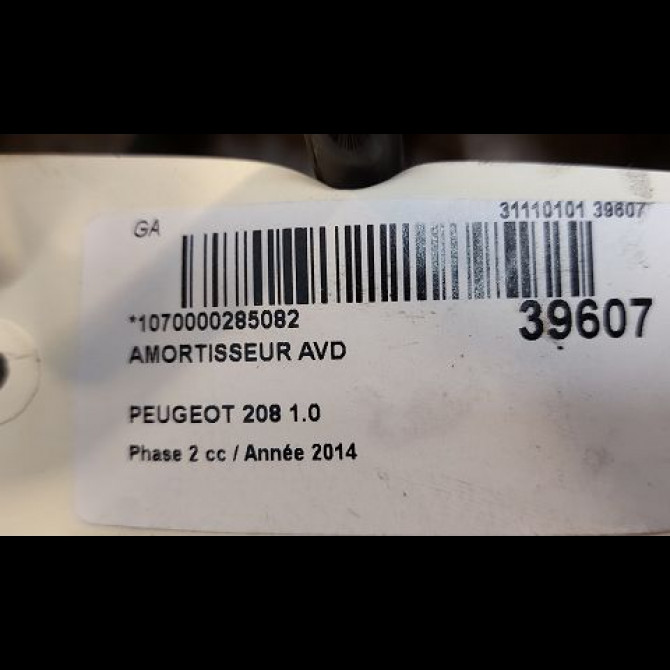 GA
31110101 39607
*1070000285082
39607
AMORTISSEUR AVD
PEUGEOT 208 1.0
Phase 2 cc / Année 2014